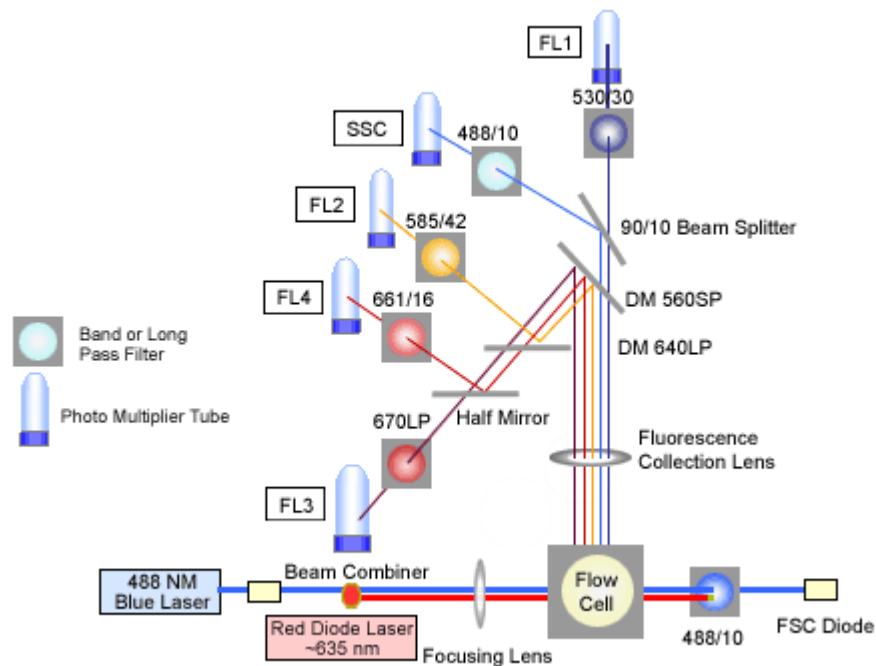 FL1
530/30
SSC
488/10
FL2
585/42
90/10 Beam Splitter
FL4
661/16
DM 560SP
Band or Long
Pass Filter
DM 640LP
Photo Multiplier Tube
670LP
Half Mirror
Fluorescence
Collection Lens
FL3
488 NM
Blue Laser
Beam Combiner
Flow
Cell
Red Diode Laser
~635 nm
Focusing Lens
488/10
FSC Diode